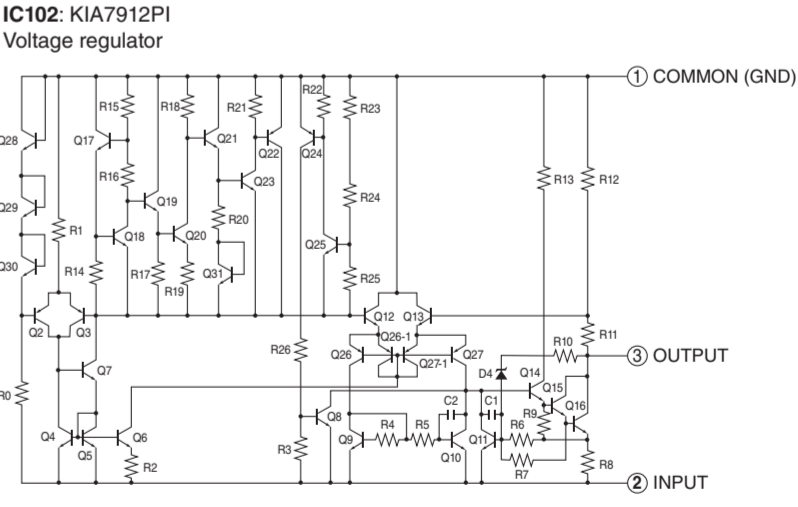 IC102: KIA7912PI
Voltage regulator
① COMMON (GND)
R15 R18 R21 R22 R23
Q28 Q17 Q21 Q22 Q24
R16 Q23 R13 R12
Q29 Q19 R24
R1 Q18 Q20 R20 Q25
Q30 R14 R17 R19 Q31 R25
Q2 Q3 Q12 Q13
Q26-1 R10 R11
R26 Q26 Q27-1 Q27 ③ OUTPUT
Q7 D4 Q14 Q15
R0 C2 C1 R9 Q16
Q4 Q5 Q6 Q8 Q9 R4 R5 Q10 Q11 R6
R2 R3 R7 R8
② INPUT